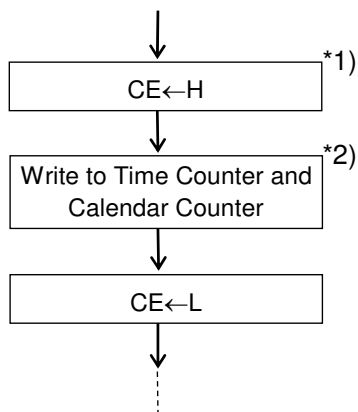 *1)
CE←H
*2)
Write to Time Counter and
Calendar Counter
CE←L